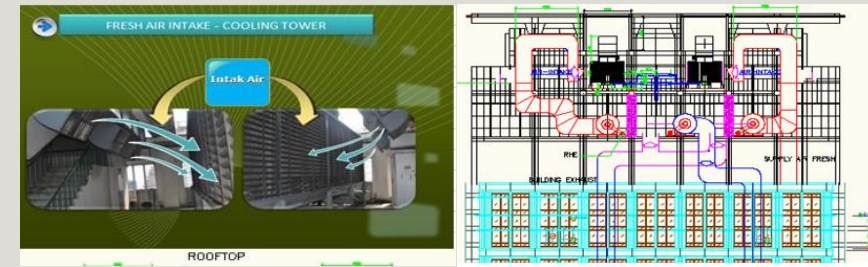 FRESH AIR INTAKE - COOLING TOWER
Intak Air
ROOFTOP
AIR-INTAKE
AIR-INTAKE
RHE
SUPPLY AIR FRESH
BUILDING EXHAUST